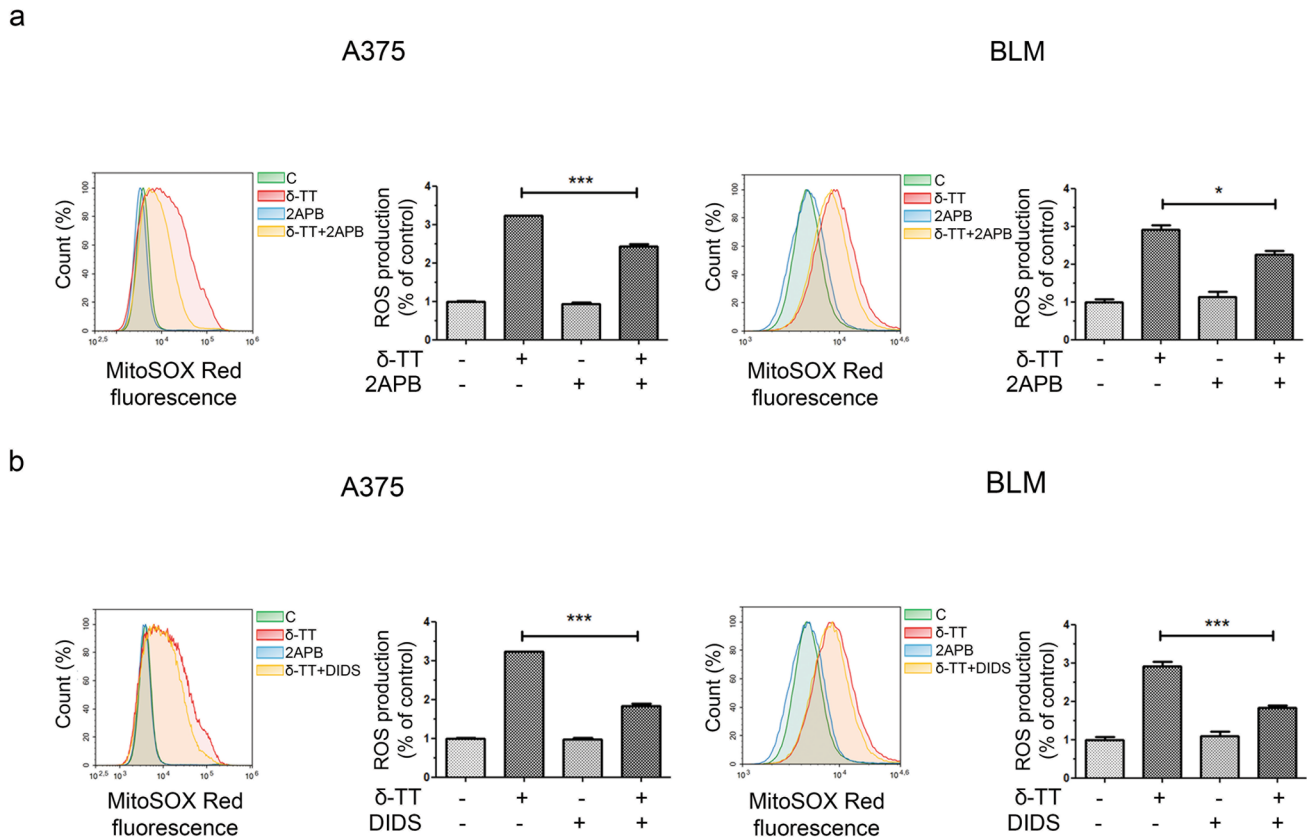 a
A375
BLM
C
δ-TT
2APB
δ-TT+2APB
Count (%)
100
80
60
40
20
0
10^2,5 10^4 10^5 10^6
MitoSOX Red
fluorescence
***
ROS production
(% of control)
4
3
2
1
0
δ-TT - + - +
2APB - - + +
C
δ-TT
2APB
δ-TT+2APB
Count (%)
100
80
60
40
20
0
10^3 10^4 10^4,6
MitoSOX Red
fluorescence
*
ROS production
(% of control)
4
3
2
1
0
δ-TT - + - +
2APB - - + +
b
A375
BLM
C
δ-TT
2APB
δ-TT+DIDS
Count (%)
100
80
60
40
20
0
10^2,5 10^3 10^4 10^5 10^6
MitoSOX Red
fluorescence
***
ROS production
(% of control)
4
3
2
1
0
δ-TT - + - +
DIDS - - + +
C
δ-TT
2APB
δ-TT+DIDS
Count (%)
100
80
60
40
20
0
10^3 10^4 10^4,6
MitoSOX Red
fluorescence
***
ROS production
(% of control)
4
3
2
1
0
δ-TT - + - +
DIDS - - + +